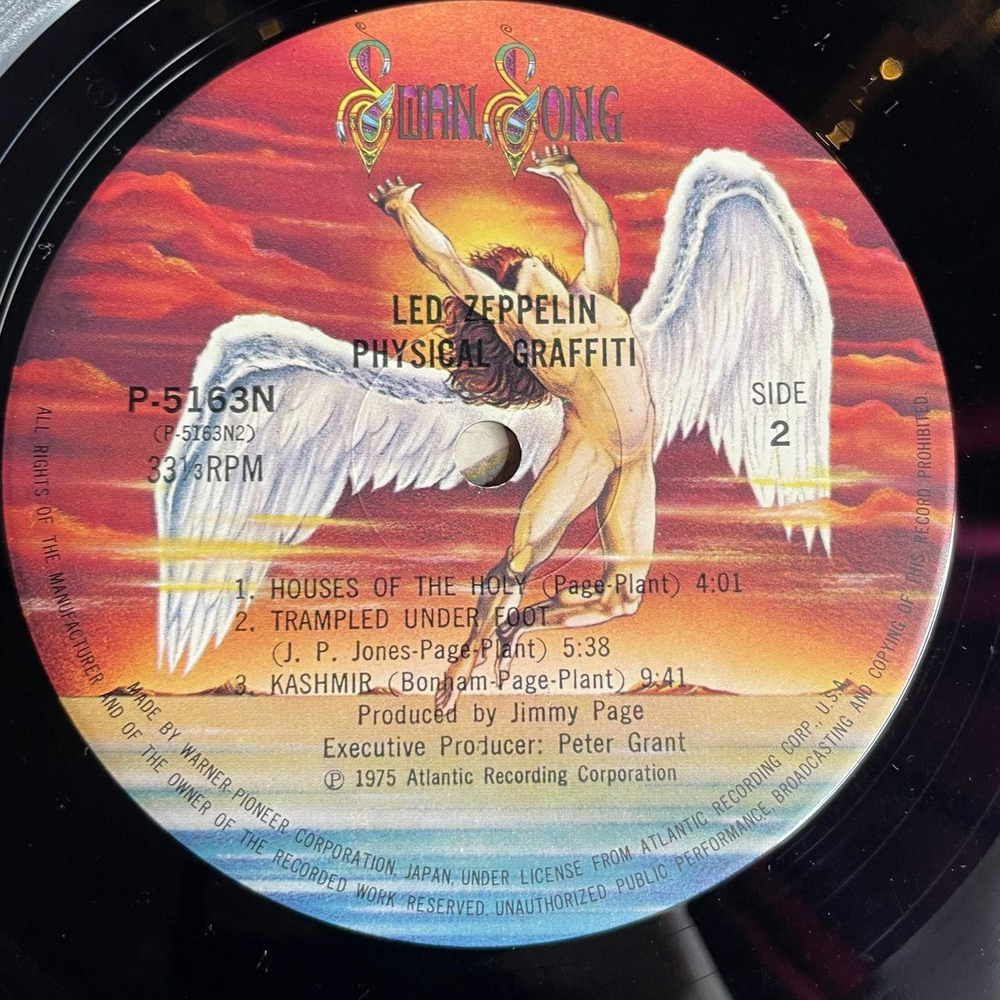 SWAN SONG
LED ZEPPELIN
PHYSICAL GRAFFITI
P-5163N
(P-5163N2)
33⅓RPM
SIDE
2
1. HOUSES OF THE HOLY (Page-Plant) 4:01
2. TRAMPLED UNDER FOOT
(J. P. Jones-Page-Plant) 5:38
3. KASHMIR (Bonham-Page-Plant) 9:41
Produced by Jimmy Page
Executive Producer: Peter Grant
Ⓟ 1975 Atlantic Recording Corporation
MADE BY WARNER-PIONEER CORPORATION, JAPAN, UNDER LICENSE FROM ATLANTIC RECORDING CORP., U.S.A.
ALL RIGHTS OF THE MANUFACTURER AND OF THE OWNER OF THE RECORDED WORK RESERVED. UNAUTHORIZED PUBLIC PERFORMANCE, BROADCASTING AND COPYING OF THIS RECORD PROHIBITED.